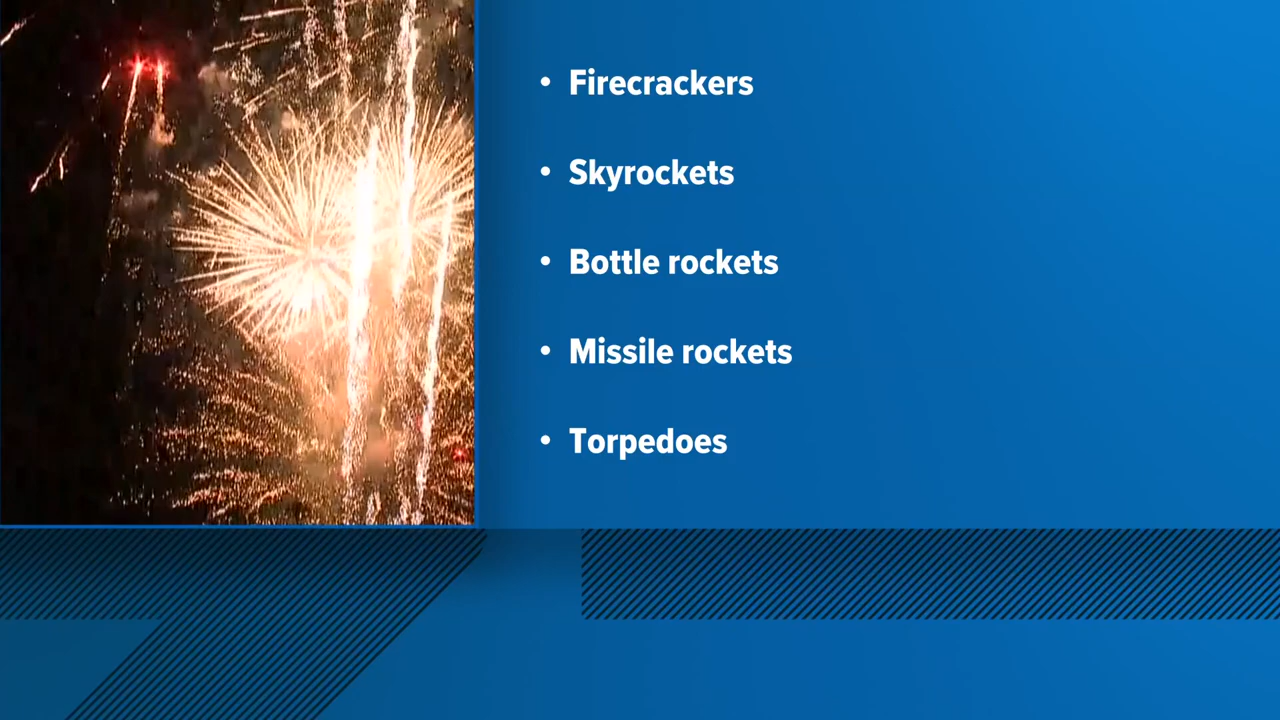 • Firecrackers
• Skyrockets
• Bottle rockets
• Missile rockets
• Torpedoes